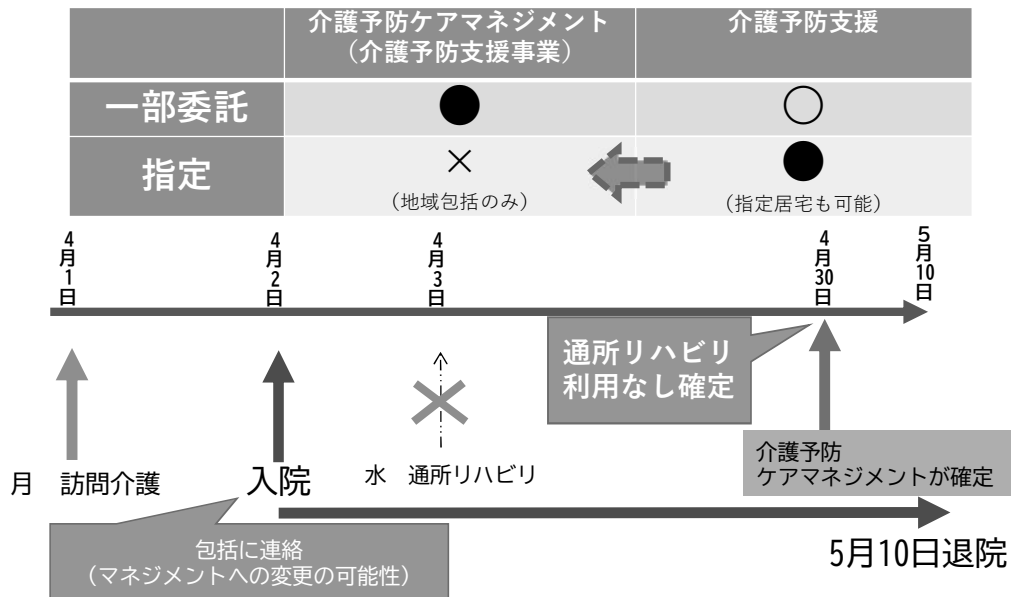 介護予防ケアマネジメント
（介護予防支援事業）
介護予防支援
一部委託
●
○
指定
×
（地域包括のみ）
●
（指定居宅も可能）
4月1日
4月2日
4月3日
4月30日
5月10日
通所リハビリ
利用なし確定
介護予防
ケアマネジメントが確定
月　訪問介護
入院
水　通所リハビリ
包括に連絡
（マネジメントへの変更の可能性）
5月10日退院